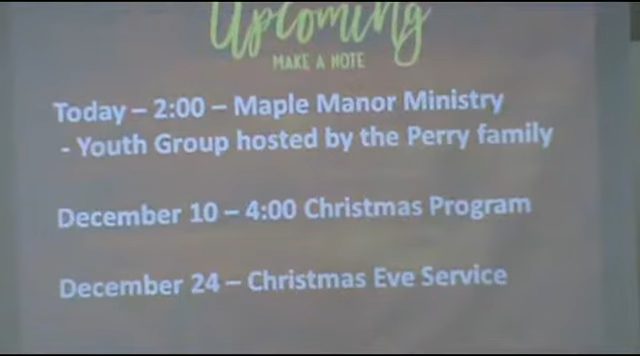 Upcoming
MAKE A NOTE
Today – 2:00 – Maple Manor Ministry
- Youth Group hosted by the Perry family
December 10 – 4:00 Christmas Program
December 24 – Christmas Eve Service